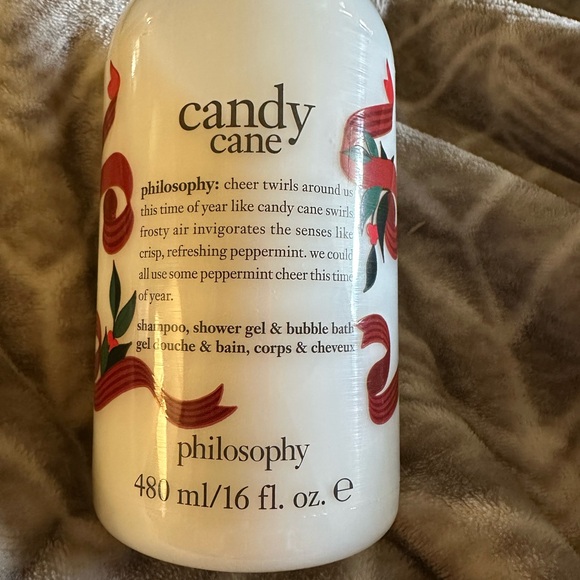 candy
cane
philosophy: cheer twirls around us
this time of year like candy cane swirls
frosty air invigorates the senses like
crisp, refreshing peppermint. we could
all use some peppermint cheer this time
of year.
shampoo, shower gel & bubble bath
gel douche & bain, corps & cheveux
philosophy
480 ml/16 fl. oz. ℮